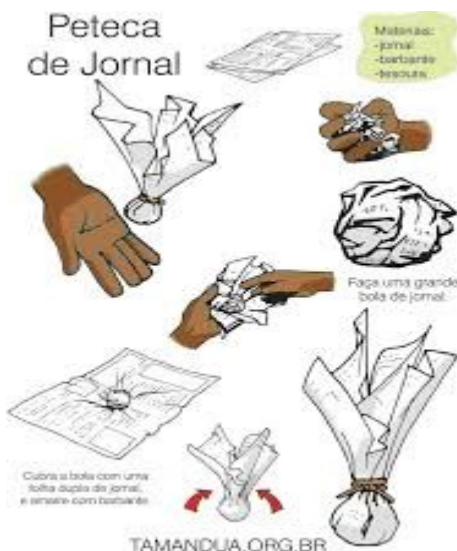 Peteca
de Jornal
Materiais:
-jornal
-barbante
-tesoura
Faça uma grande
bola de jornal.
Cubra a bola com uma
folha dupla de jornal,
e amarre com barbante.
TAMANDUA.ORG.BR